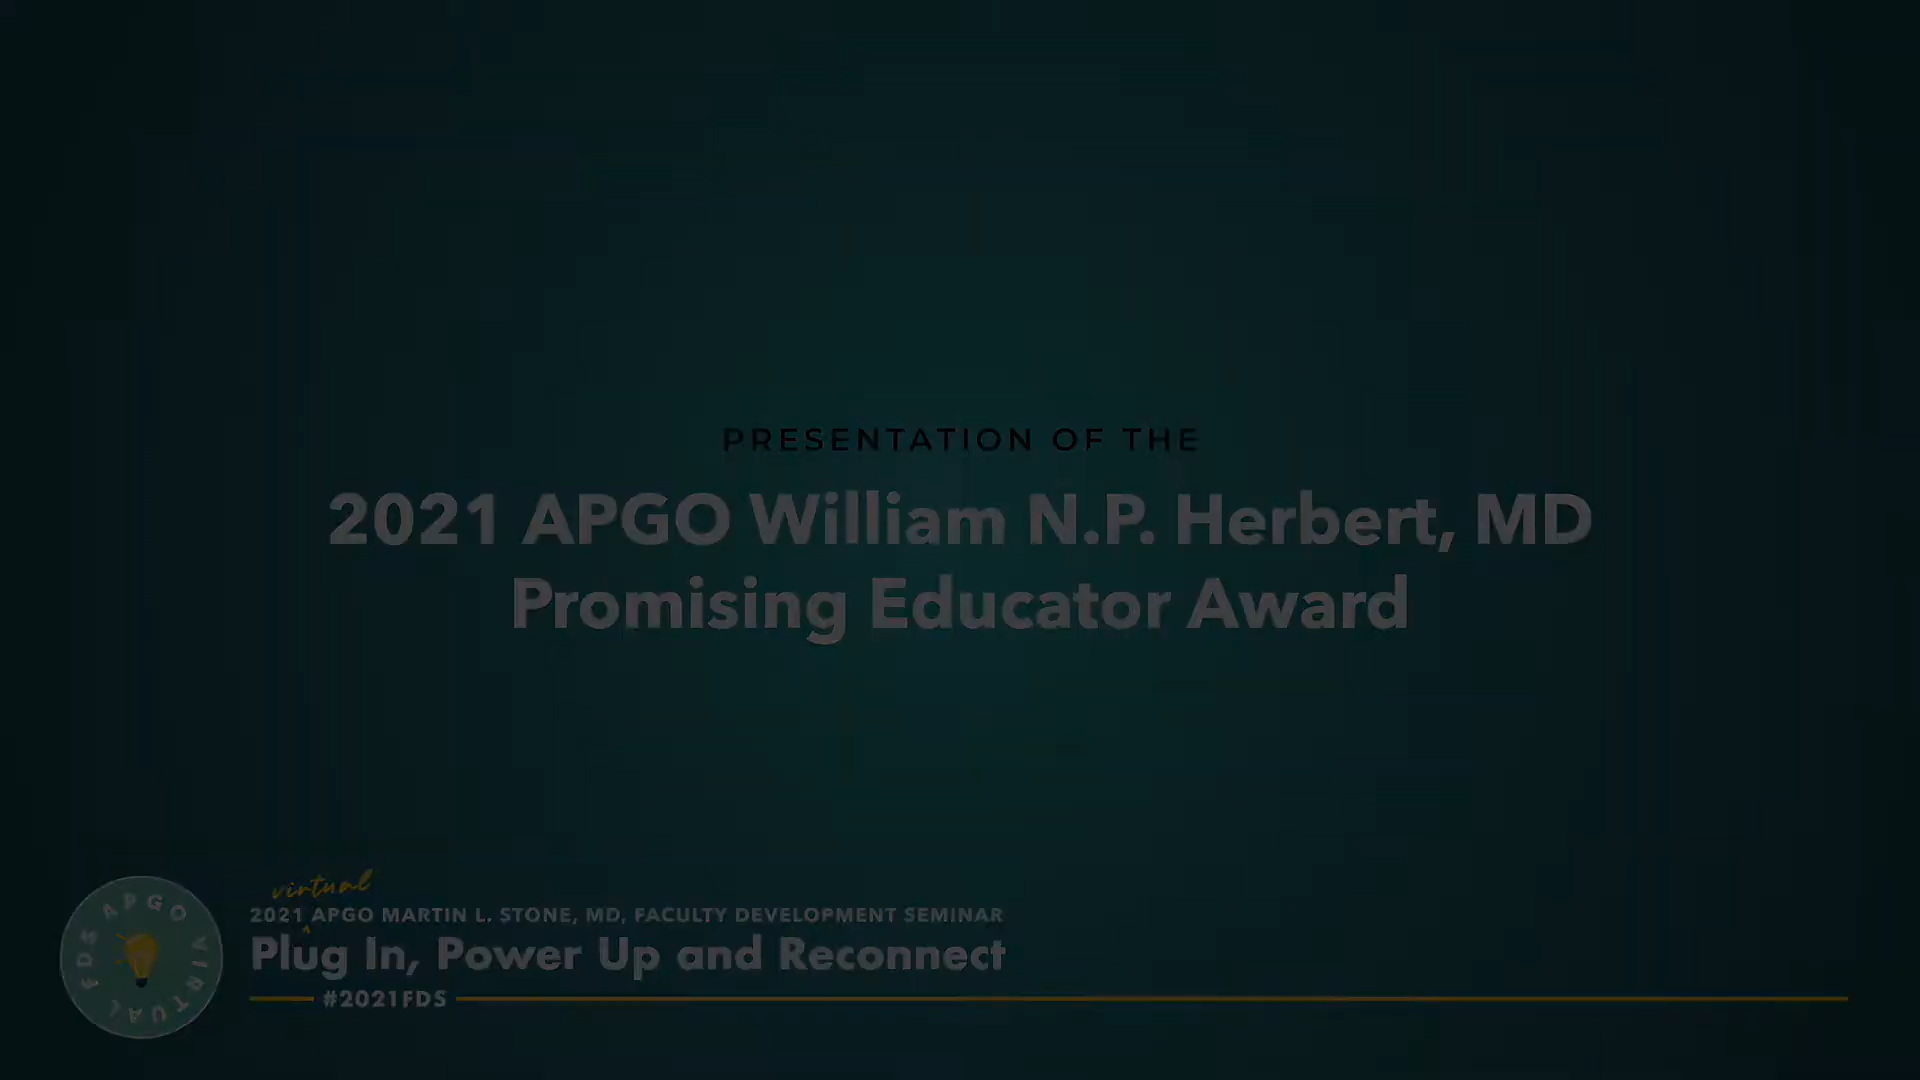 PRESENTATION OF THE
2021 APGO William N.P. Herbert, MD
Promising Educator Award
APGO VIRTUAL FDS
virtual
2021 ^ APGO MARTIN L. STONE, MD, FACULTY DEVELOPMENT SEMINAR
Plug In, Power Up and Reconnect
#2021FDS